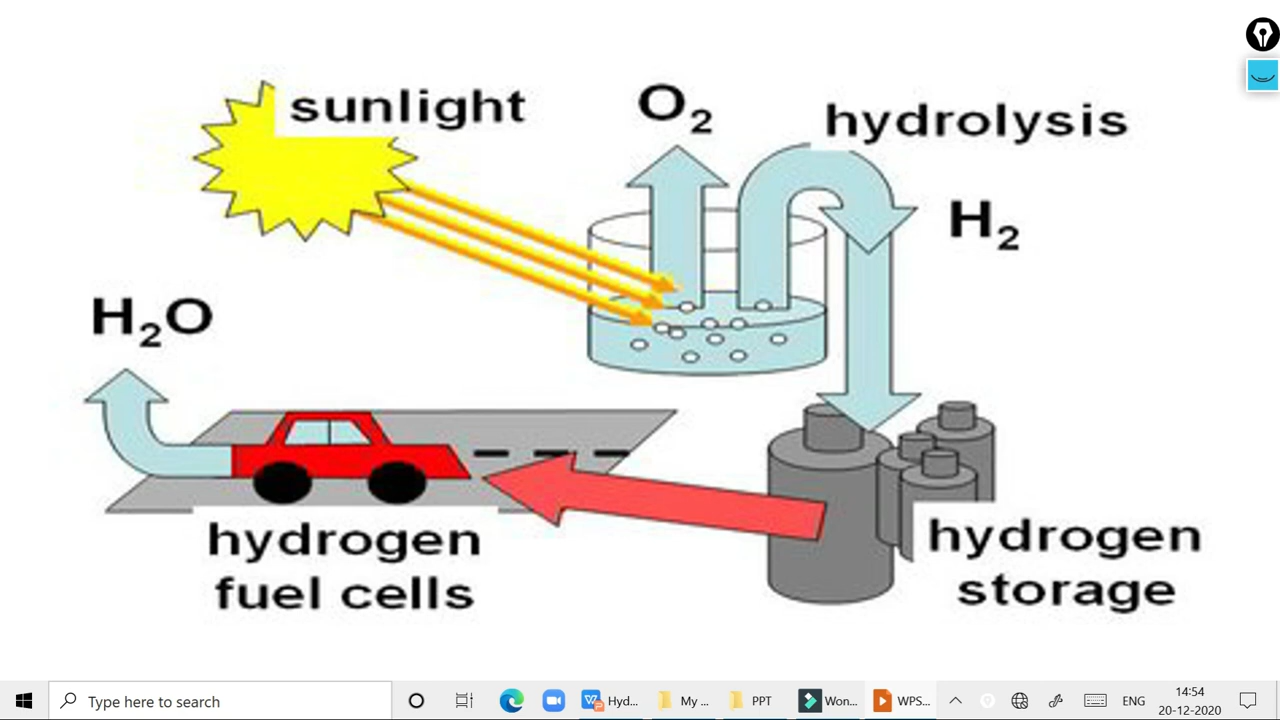 sunlight
O₂
hydrolysis
H₂
H₂O
hydrogen
fuel cells
hydrogen
storage
Type here to search
Hyd...
My ...
PPT
Won...
WPS...
ENG
14:54
20-12-2020